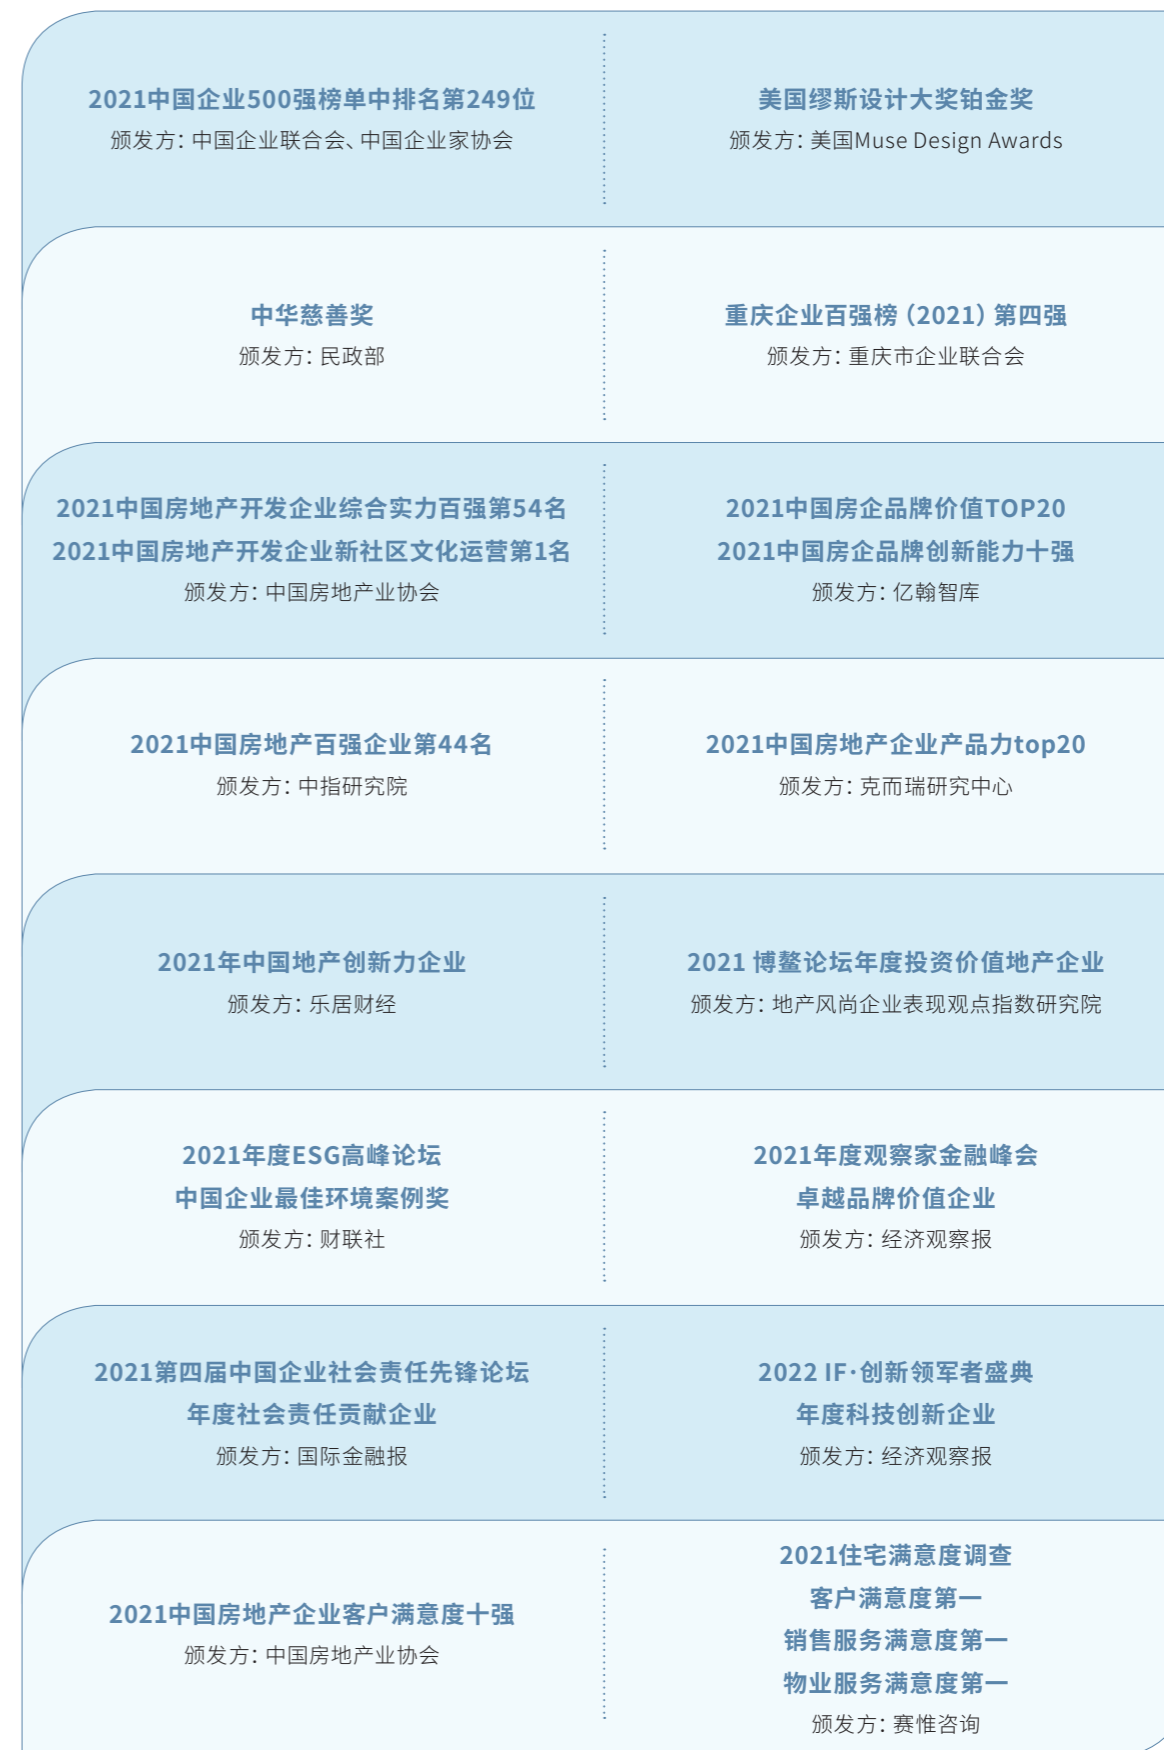 2021中国企业500强榜单中排名第249位
颁发方：中国企业联合会、中国企业家协会
美国缪斯设计大奖铂金奖
颁发方：美国Muse Design Awards
中华慈善奖
颁发方：民政部
重庆企业百强榜（2021）第四强
颁发方：重庆市企业联合会
2021中国房地产开发企业综合实力百强第54名
2021中国房地产开发企业新社区文化运营第1名
颁发方：中国房地产业协会
2021中国房企品牌价值TOP20
2021中国房企品牌创新能力十强
颁发方：亿翰智库
2021中国房地产百强企业第44名
颁发方：中指研究院
2021中国房地产企业产品力top20
颁发方：克而瑞研究中心
2021年中国地产创新力企业
颁发方：乐居财经
2021 博鳌论坛年度投资价值地产企业
颁发方：地产风尚企业表现观点指数研究院
2021年度ESG高峰论坛
中国企业最佳环境案例奖
颁发方：财联社
2021年度观察家金融峰会
卓越品牌价值企业
颁发方：经济观察报
2021第四届中国企业社会责任先锋论坛
年度社会责任贡献企业
颁发方：国际金融报
2022 IF·创新领军者盛典
年度科技创新企业
颁发方：经济观察报
2021中国房地产企业客户满意度十强
颁发方：中国房地产业协会
2021住宅满意度调查
客户满意度第一
销售服务满意度第一
物业服务满意度第一
颁发方：赛惟咨询